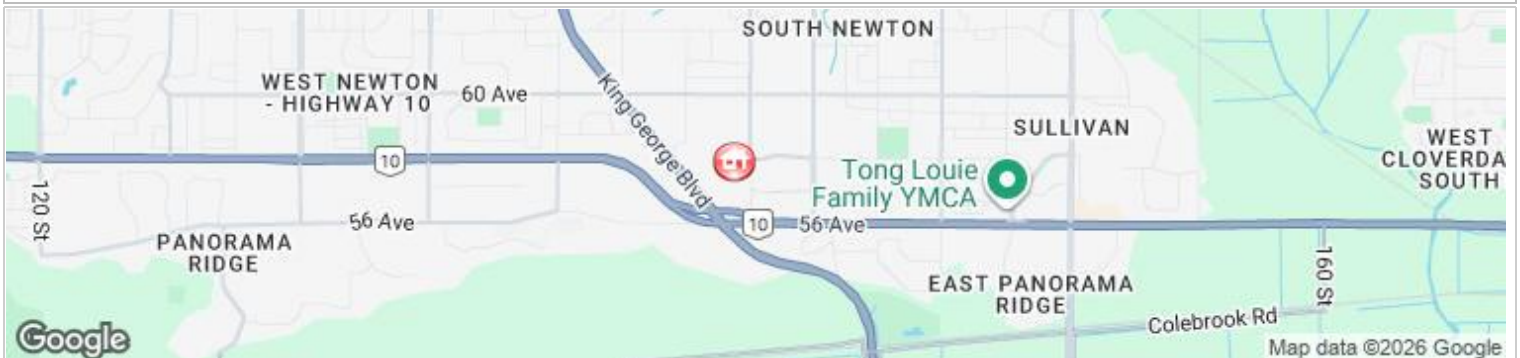 SOUTH NEWTON
WEST NEWTON
- HIGHWAY 10
60 Ave
King George Blvd
SULLIVAN
WEST
CLOVERDA
SOUTH
10
Tong Louie
Family YMCA
120 St
56 Ave
10
56 Ave
PANORAMA
RIDGE
EAST PANORAMA
RIDGE
160 St
Colebrook Rd
Google
Map data ©2026 Google